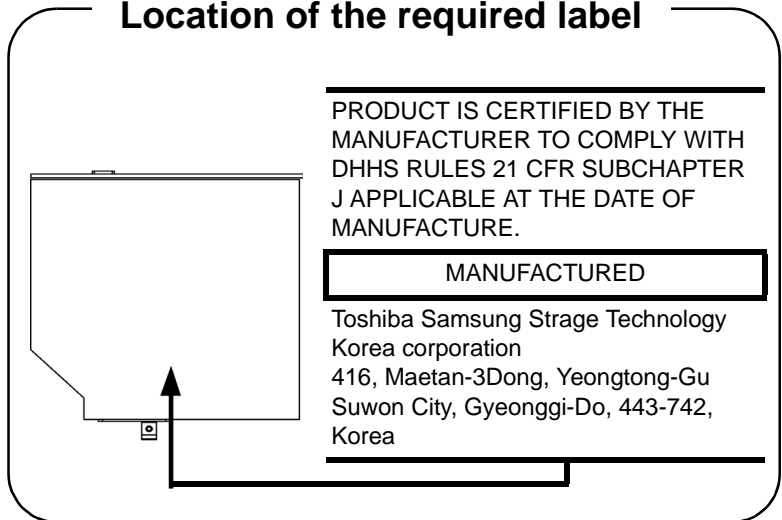 Location of the required label
PRODUCT IS CERTIFIED BY THE
MANUFACTURER TO COMPLY WITH
DHHS RULES 21 CFR SUBCHAPTER
J APPLICABLE AT THE DATE OF
MANUFACTURE.
MANUFACTURED
Toshiba Samsung Strage Technology
Korea corporation
416, Maetan-3Dong, Yeongtong-Gu
Suwon City, Gyeonggi-Do, 443-742,
Korea